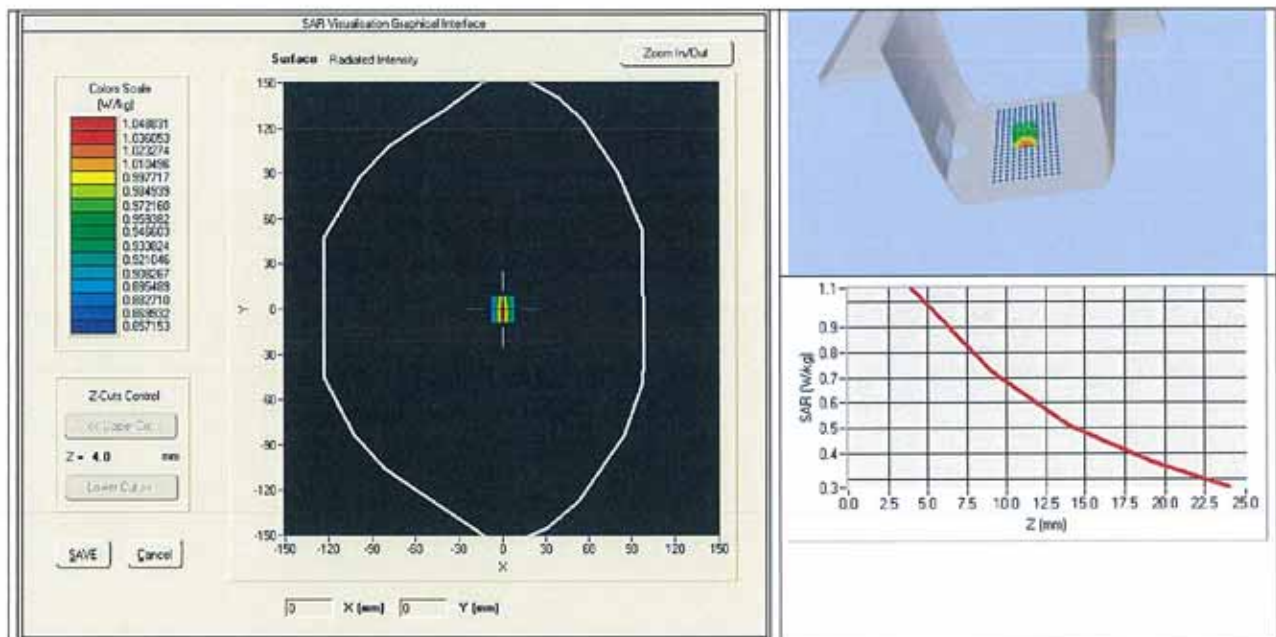 SAR Visualisation Graphical Interface
Surface Radiated Intensity
Zoom In/Out
Colors Scale
(W/kg)
1.048831
1.036053
1.023274
1.010496
0.997717
0.984939
0.972160
0.959382
0.946603
0.933824
0.921046
0.908267
0.895489
0.882710
0.869932
0.857153
150
120
90
60
30
0
-30
-60
-90
-120
-150
Y
-150 -120 -90 -60 -30 0 30 60 90 120 150
X
Z-Cuts Control
Z = 4.0 mm
SAVE Cancel
0 X (mm) 0 Y (mm)
1.1
0.9
0.8
0.7
0.6
0.5
0.4
0.3
SAR (W/kg)
0.0 2.5 5.0 7.5 10.0 12.5 15.0 17.5 20.0 22.5 25.0
Z (mm)